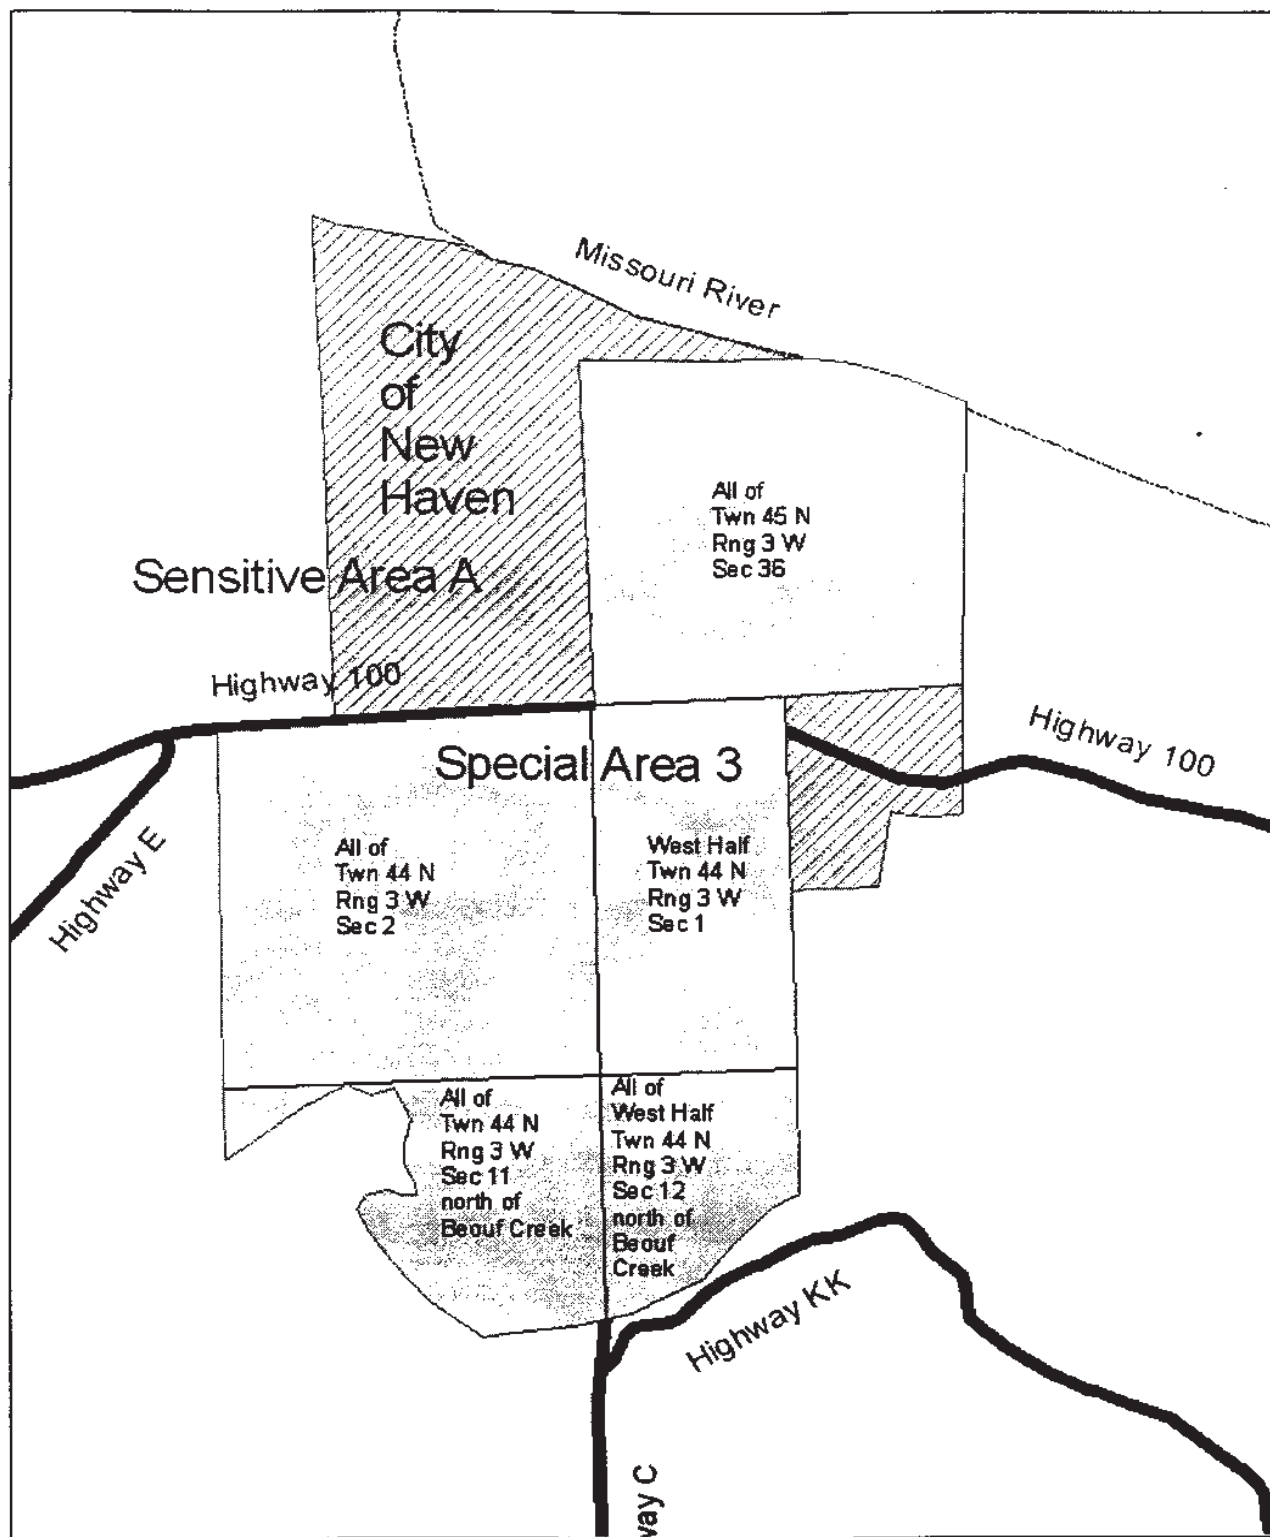 Missouri River
City
of
New
Haven
All of
Twn 45 N
Rng 3 W
Sec 36
Sensitive Area A
Highway 100
Highway 100
Special Area 3
Highway E
All of
Twn 44 N
Rng 3 W
Sec 2
West Half
Twn 44 N
Rng 3 W
Sec 1
All of
Twn 44 N
Rng 3 W
Sec 11
north of
Beouf Creek
All of
West Half
Twn 44 N
Rng 3 W
Sec 12
north of
Beouf
Creek
Highway KK
way C